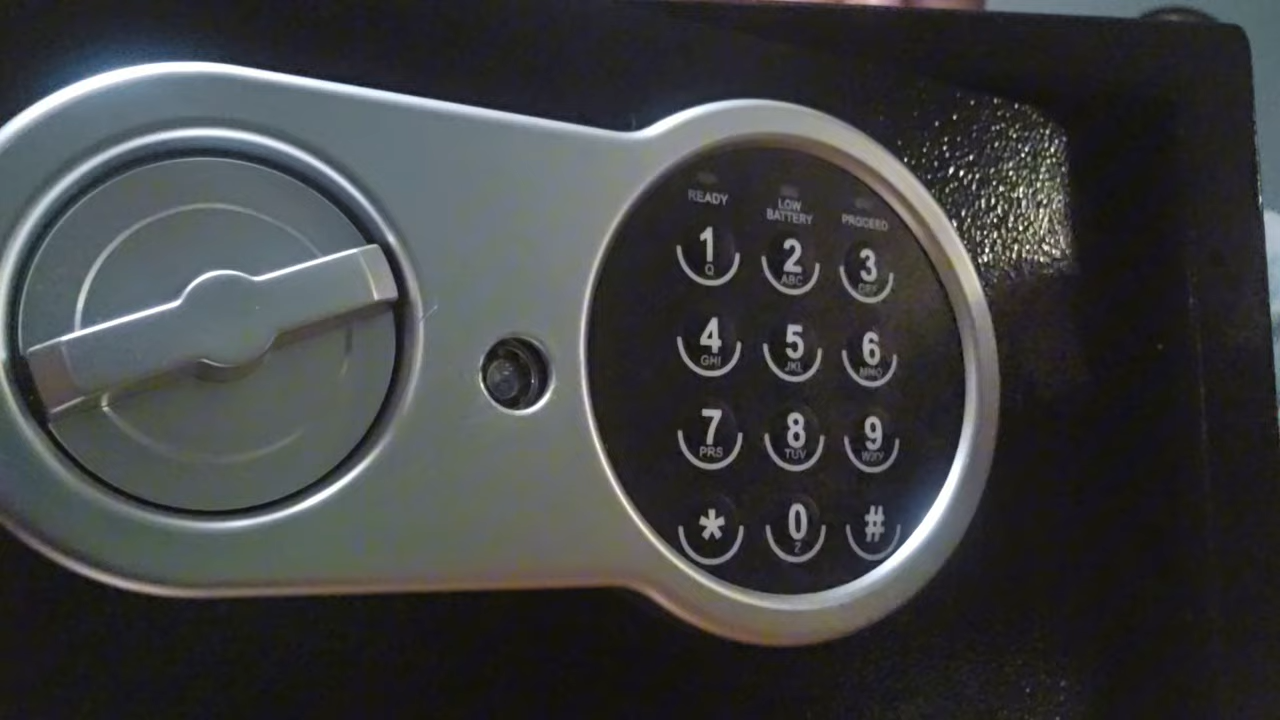 READY LOW BATTERY PROCEED
1 2 3
Q ABC DEF
4 5 6
GHI JKL MNO
7 8 9
PRS TUV WXY
* 0 #
Z